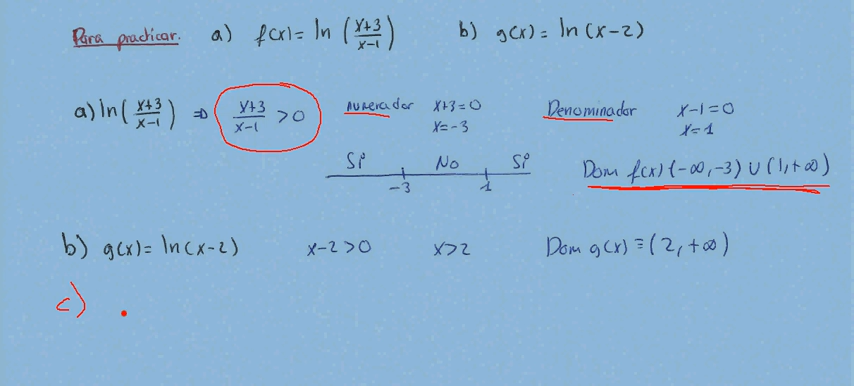 Para practicar. a) f(x)= ln (x+3/x-1) b) g(x)= ln(x-2)
a) ln(x+3/x-1) ⇒ x+3/x-1 >0 numerador x+3=0 Denominador x-1=0
x=-3 x=1
Sí No Sí Dom f(x) (-∞,-3) ∪ (1,+∞)
-3 1
b) g(x)= ln(x-2) x-2>0 x>2 Dom g(x) ≡ (2,+∞)
c) .